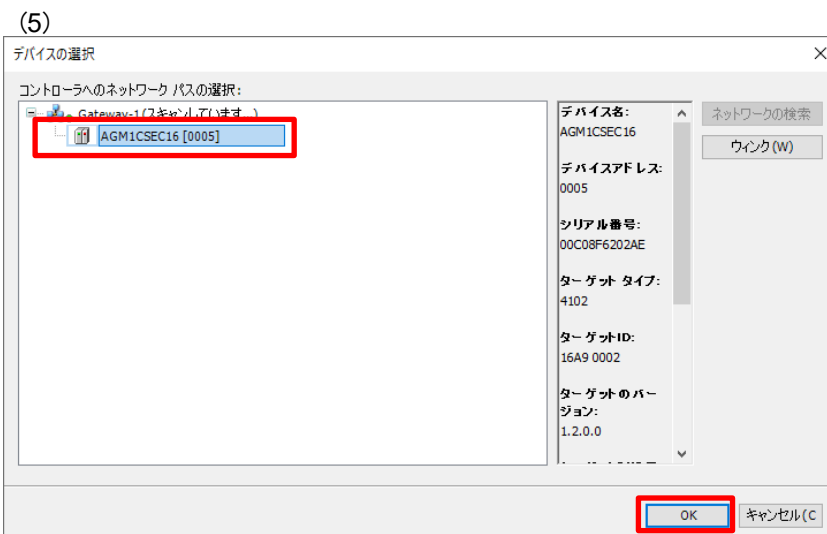 (5)
デバイスの選択
コントローラへのネットワーク パスの選択:
Gateway-1(スキャンしています...)
AGM1CSEC16 [0005]
デバイス名:
AGM1CSEC16
デバイスアドレス:
0005
シリアル番号:
00C08F6202AE
ターゲット タイプ:
4102
ターゲットID:
16A9 0002
ターゲットのバー
ジョン:
1.2.0.0
ネットワークの検索
ウィンク(W)
OK
キャンセル(C